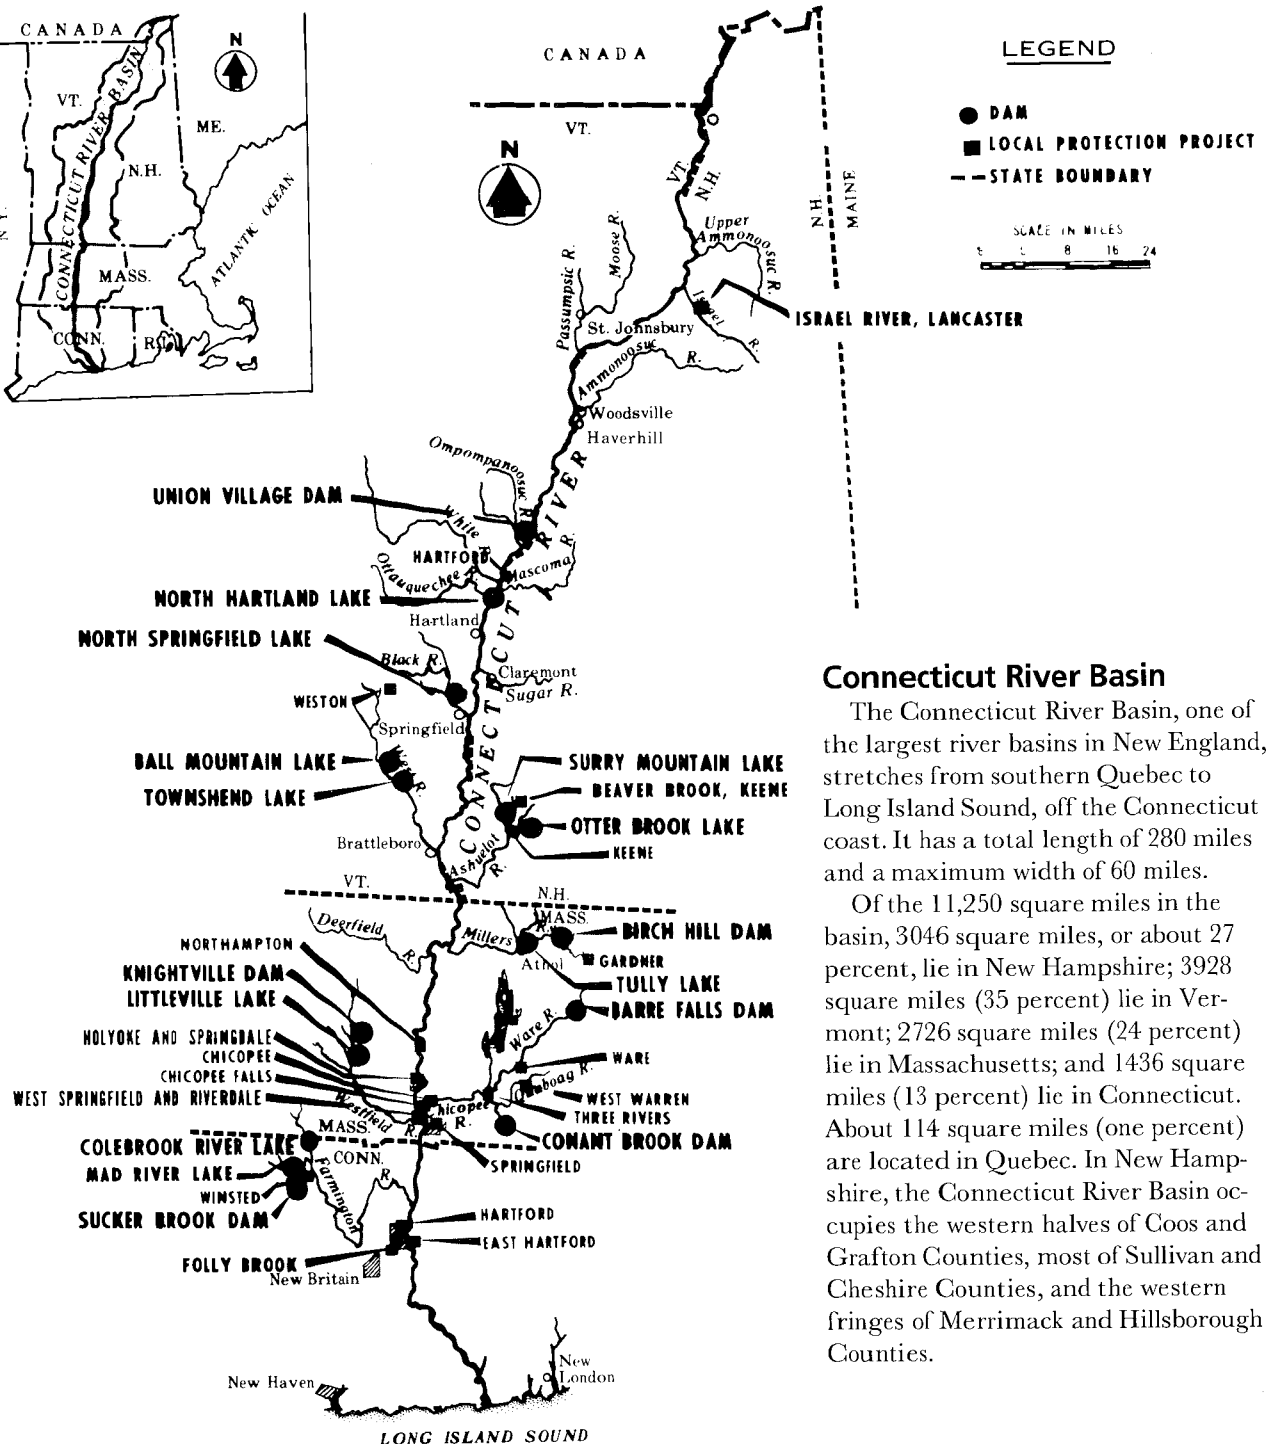 CANADA
N
VT.
ME.
N.H.
N.Y.
CONNECTICUT RIVER BASIN
ATLANTIC OCEAN
MASS.
CONN.
R.I.
CANADA
VT.
N
VT.
N.H.
N.H.
MAINE
LEGEND
DAM
LOCAL PROTECTION PROJECT
STATE BOUNDARY
SCALE IN MILES
8 16 24
Upper
Ammonoosuc R.
Moose R.
Passumpsic R.
Israel R.
ISRAEL RIVER, LANCASTER
St. Johnsbury
Ammonoosuc R.
Woodsville
Haverhill
Ompompanoosuc R.
CONNECTICUT RIVER
UNION VILLAGE DAM
White R.
HARTFORD
Mascoma R.
Ottauquechee R.
NORTH HARTLAND LAKE
Hartland
NORTH SPRINGFIELD LAKE
Black R.
Claremont
Sugar R.
WESTON
Springfield
BALL MOUNTAIN LAKE
West R.
TOWNSHEND LAKE
SURRY MOUNTAIN LAKE
BEAVER BROOK, KEENE
OTTER BROOK LAKE
KEENE
Brattleboro
Ashuelot R.
VT.
N.H.
MASS.
Deerfield R.
Millers R.
BIRCH HILL DAM
Athol
GARDNER
NORTHAMPTON
KNIGHTVILLE DAM
TULLY LAKE
LITTLEVILLE LAKE
BARRE FALLS DAM
HOLYOKE AND SPRINGDALE
Ware R.
CHICOPEE
WARE
CHICOPEE FALLS
Quaboag R.
WEST SPRINGFIELD AND RIVERDALE
WEST WARREN
Westfield R.
Chicopee R.
THREE RIVERS
MASS.
COLEBROOK RIVER LAKE
CONANT BROOK DAM
CONN.
MAD RIVER LAKE
SPRINGFIELD
WINSTED
Farmington R.
SUCKER BROOK DAM
HARTFORD
EAST HARTFORD
FOLLY BROOK
New Britain
New Haven
New
London
LONG ISLAND SOUND
Connecticut River Basin
The Connecticut River Basin, one of
the largest river basins in New England,
stretches from southern Quebec to
Long Island Sound, off the Connecticut
coast. It has a total length of 280 miles
and a maximum width of 60 miles.
Of the 11,250 square miles in the
basin, 3046 square miles, or about 27
percent, lie in New Hampshire; 3928
square miles (35 percent) lie in Ver-
mont; 2726 square miles (24 percent)
lie in Massachusetts; and 1436 square
miles (13 percent) lie in Connecticut.
About 114 square miles (one percent)
are located in Quebec. In New Hamp-
shire, the Connecticut River Basin oc-
cupies the western halves of Coos and
Grafton Counties, most of Sullivan and
Cheshire Counties, and the western
fringes of Merrimack and Hillsborough
Counties.